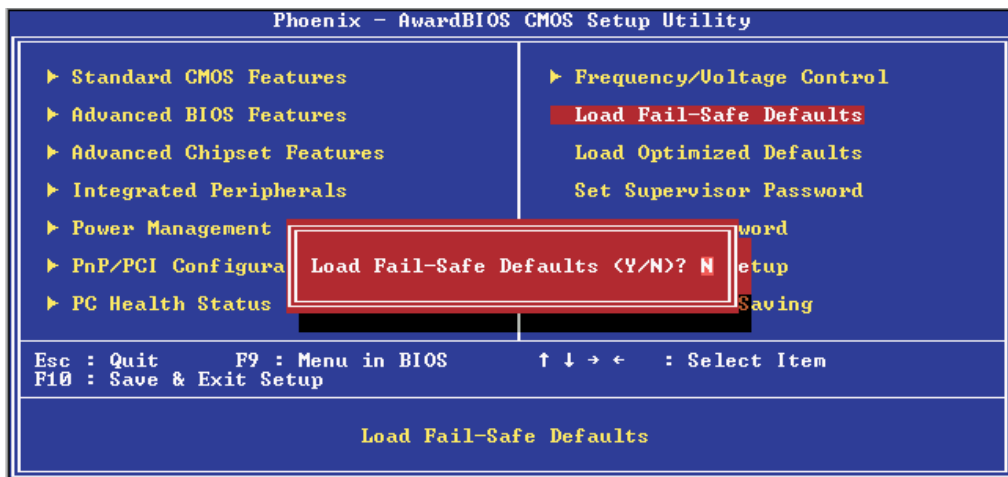 Phoenix - AwardBIOS CMOS Setup Utility
Standard CMOS Features
Advanced BIOS Features
Advanced Chipset Features
Integrated Peripherals
Power Management
PnP/PCI Configura
PC Health Status
Frequency/Voltage Control
Load Fail-Safe Defaults
Load Optimized Defaults
Set Supervisor Password
word
etup
Saving
Load Fail-Safe Defaults (Y/N)? N
Esc : Quit F9 : Menu in BIOS ↑ ↓ → ← : Select Item
F10 : Save & Exit Setup
Load Fail-Safe Defaults